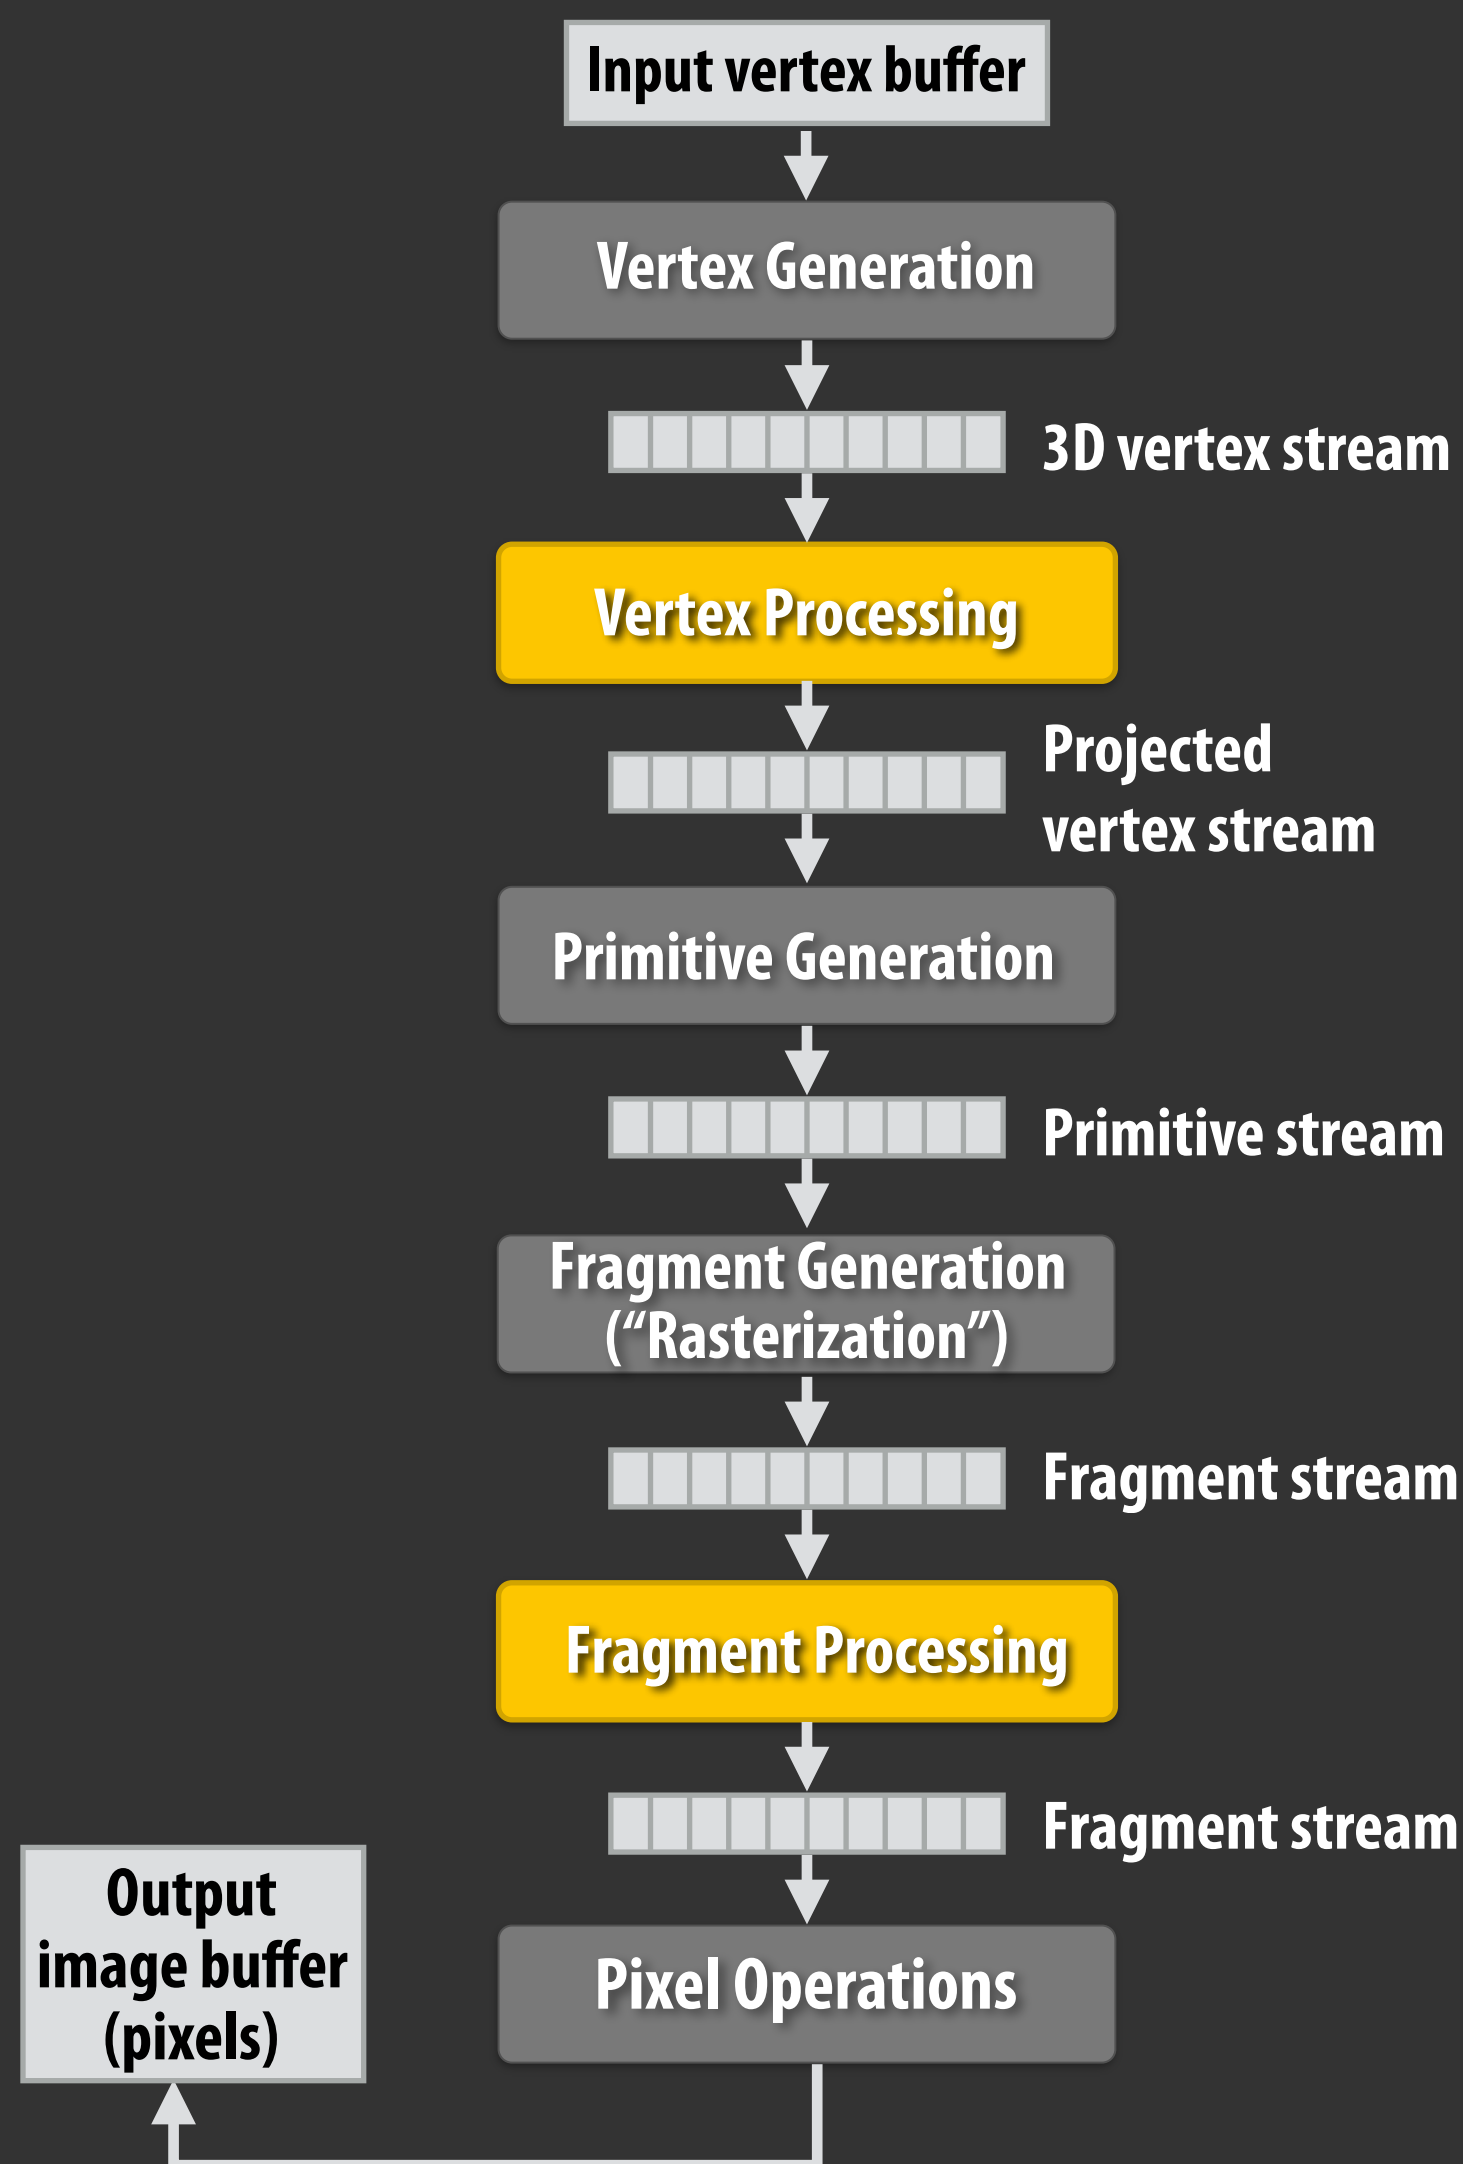 Input vertex buffer
Vertex Generation
3D vertex stream
Vertex Processing
Projected
vertex stream
Primitive Generation
Primitive stream
Fragment Generation
(“Rasterization”)
Fragment stream
Fragment Processing
Fragment stream
Output
image buffer
(pixels)
Pixel Operations